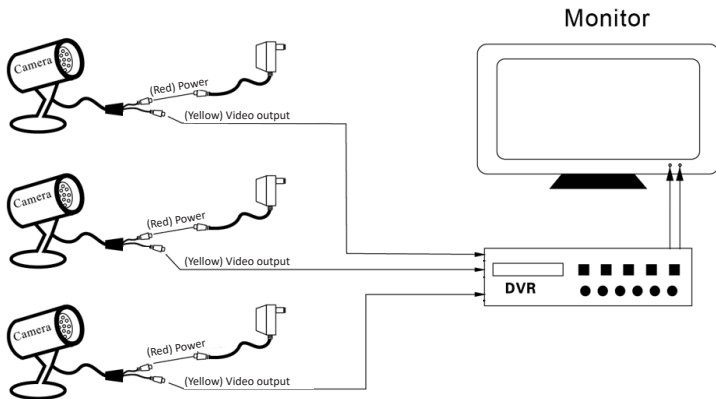 Monitor
Camera
(Red) Power
(Yellow) Video output
Camera
(Red) Power
(Yellow) Video output
DVR
Camera
(Red) Power
(Yellow) Video output